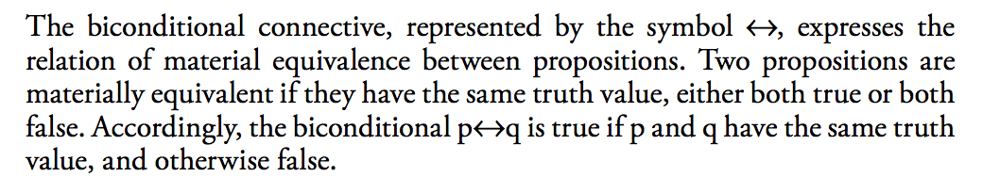 The biconditional connective, represented by the symbol ↔, expresses the
relation of material equivalence between propositions. Two propositions are
materially equivalent if they have the same truth value, either both true or both
false. Accordingly, the biconditional p↔q is true if p and q have the same truth
value, and otherwise false.